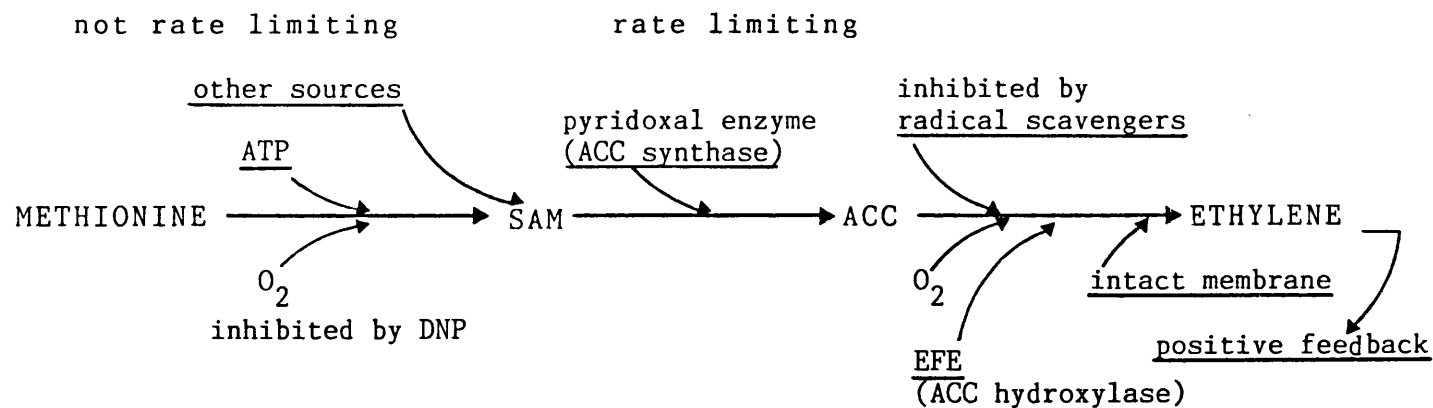 not rate limiting
rate limiting
other sources
inhibited by
radical scavengers
pyridoxal enzyme
(ACC synthase)
ATP
METHIONINE
SAM
ACC
ETHYLENE
O2
inhibited by DNP
O2
intact membrane
positive feedback
EFE
(ACC hydroxylase)